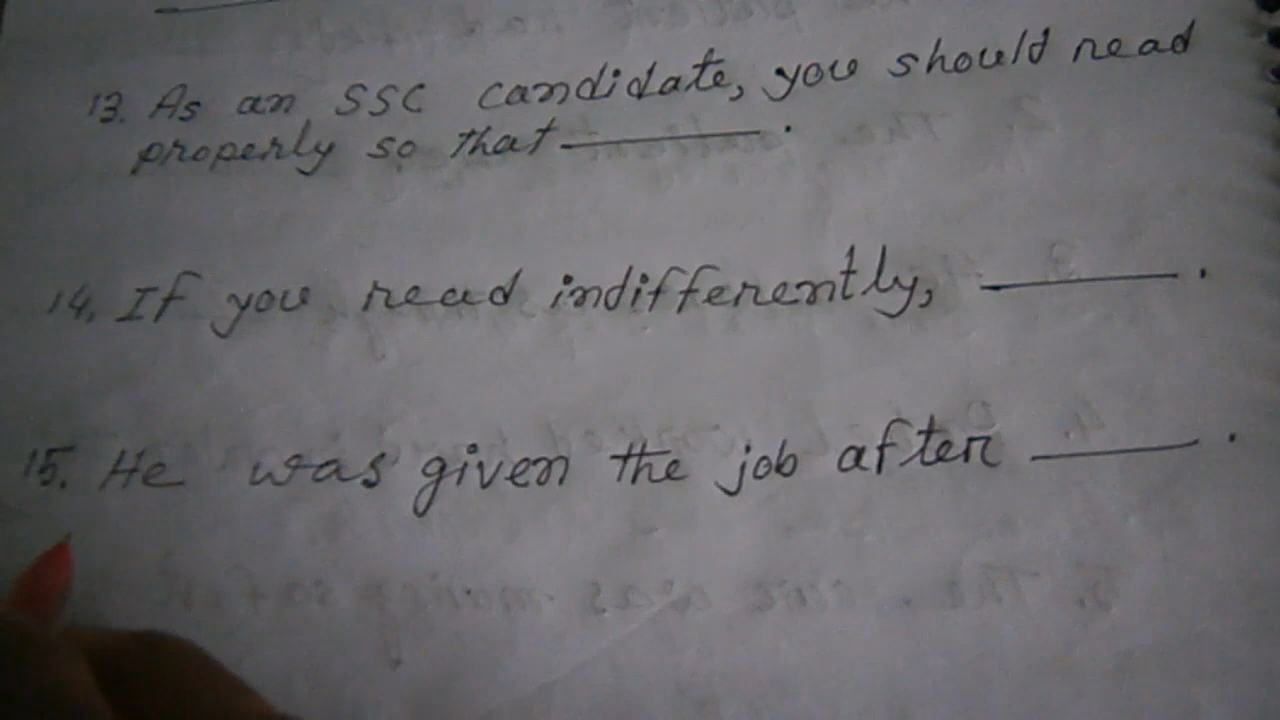 13. As an SSC candidate, you should read
properly so that ________.
14. If you read indifferently, ________.
15. He was given the job after ________.